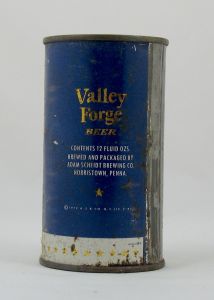 Valley
Forge
BEER
CONTENTS 12 FLUID OZS.
BREWED AND PACKAGED BY
ADAM SCHEIDT BREWING CO.
NORRISTOWN, PENNA.